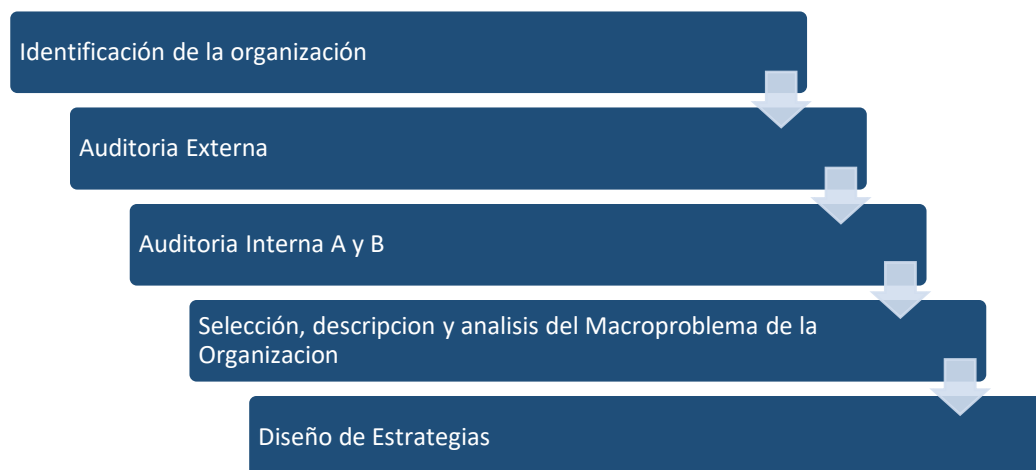 Identificación de la organización
Auditoria Externa
Auditoria Interna A y B
Selección, descripcion y analisis del Macroproblema de la
Organizacion
Diseño de Estrategias